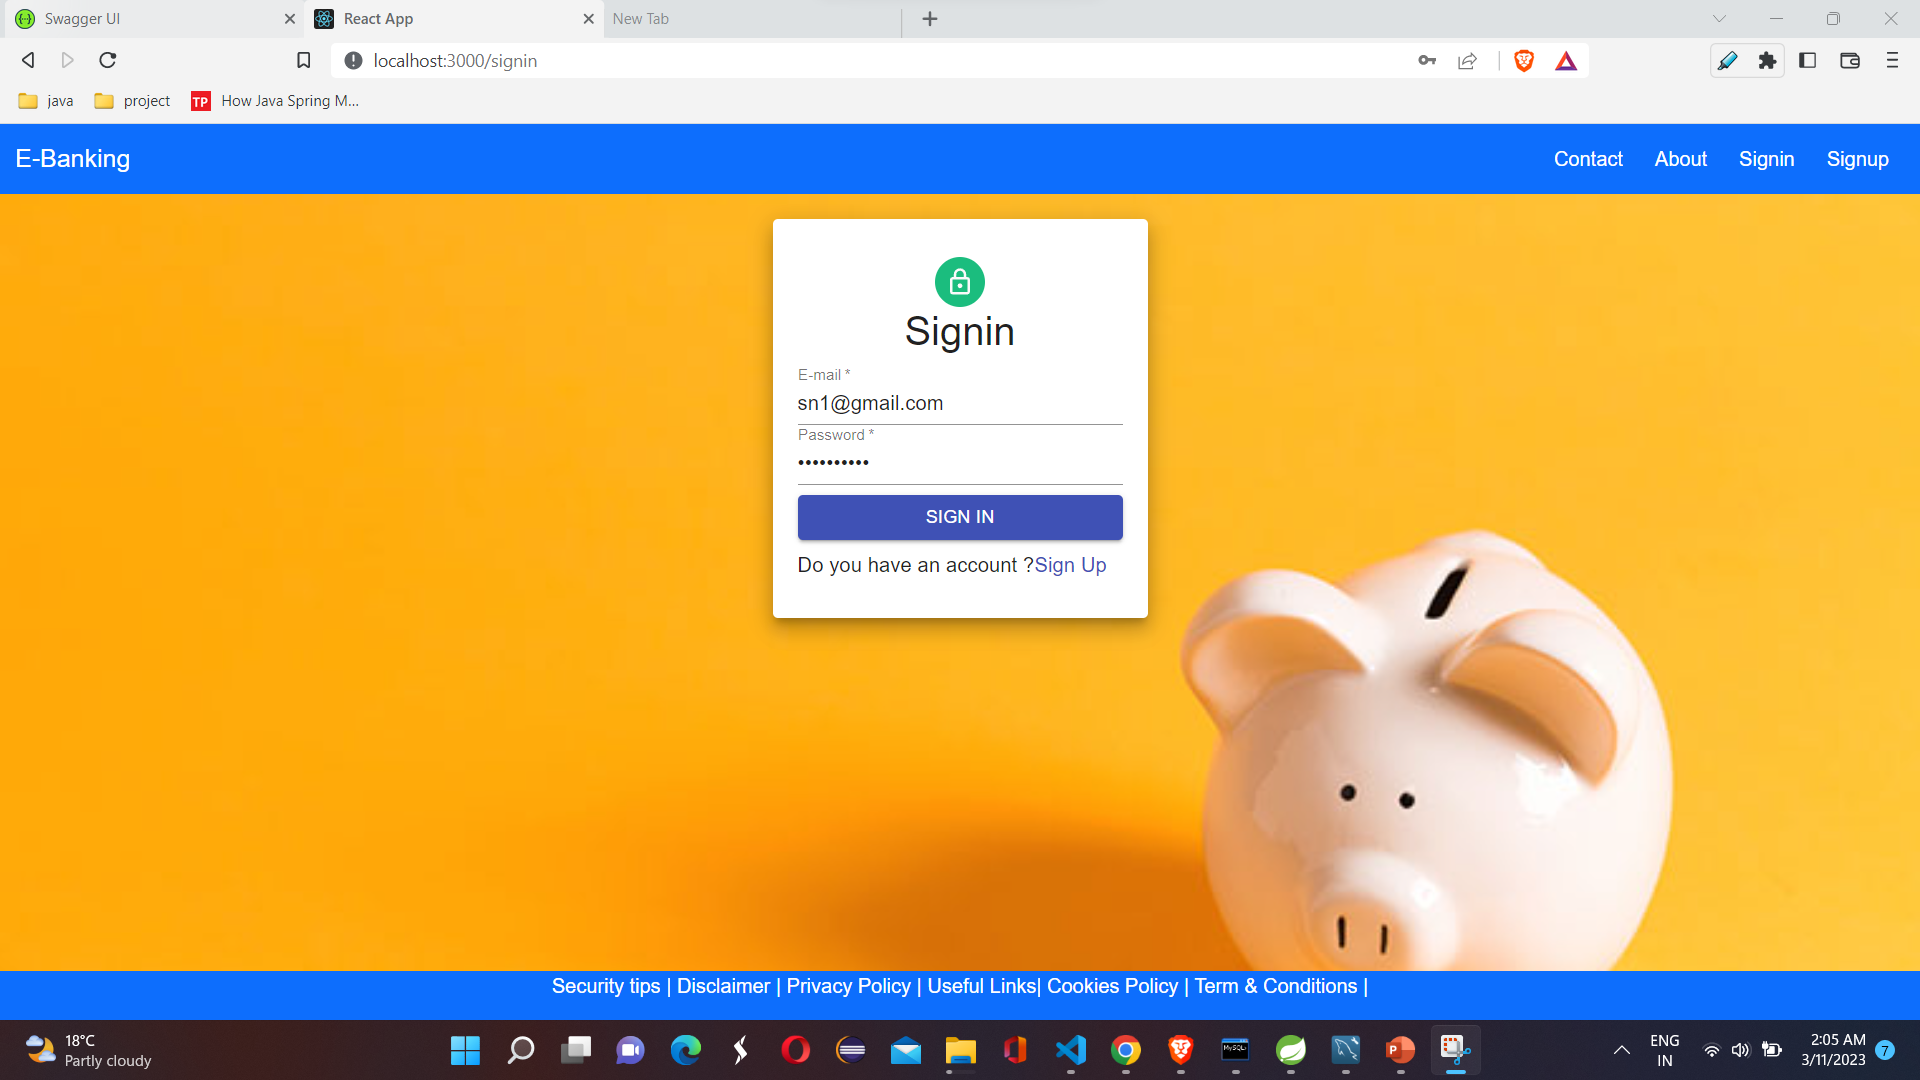 Swagger UI
React App
New Tab
localhost:3000/signin
java
project
TP
How Java Spring M...
E-Banking
Contact
About
Signin
Signup
Signin
E-mail *
sn1@gmail.com
Password *
••••••••••
SIGN IN
Do you have an account ?Sign Up
Security tips | Disclaimer | Privacy Policy | Useful Links| Cookies Policy | Term & Conditions |
18°C
Partly cloudy
MySQL
P
ENG
IN
2:05 AM
3/11/2023
7